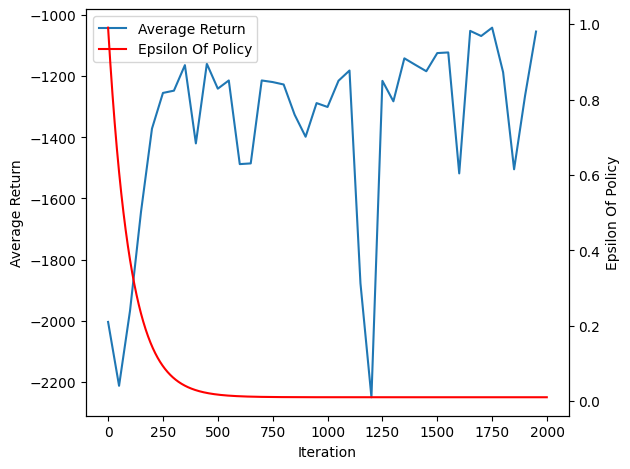 Average Return
Epsilon Of Policy
−1000
−1200
−1400
−1600
−1800
−2000
−2200
Average Return
1.0
0.8
0.6
0.4
0.2
0.0
Epsilon Of Policy
0 250 500 750 1000 1250 1500 1750 2000
Iteration